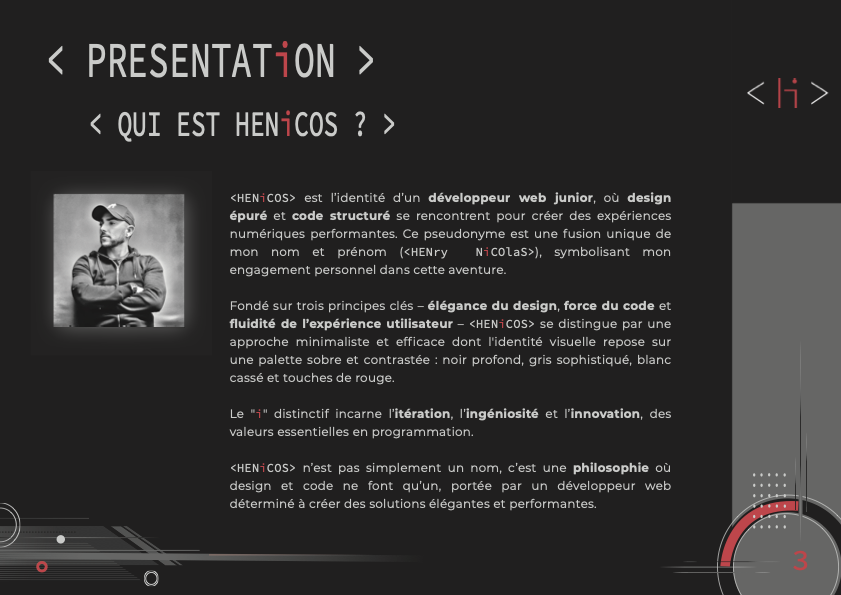 < PRESENTATiON >
< QUI EST HENiCOS ? >
< |i >
<HENiCOS> est l'identité d'un développeur web junior, où design
épuré et code structuré se rencontrent pour créer des expériences
numériques performantes. Ce pseudonyme est une fusion unique de
mon nom et prénom (<HENry NiCOlaS>), symbolisant mon
engagement personnel dans cette aventure.
Fondé sur trois principes clés – élégance du design, force du code et
fluidité de l'expérience utilisateur – <HENiCOS> se distingue par une
approche minimaliste et efficace dont l'identité visuelle repose sur
une palette sobre et contrastée : noir profond, gris sophistiqué, blanc
cassé et touches de rouge.
Le "i" distinctif incarne l'itération, l'ingéniosité et l'innovation, des
valeurs essentielles en programmation.
<HENiCOS> n'est pas simplement un nom, c'est une philosophie où
design et code ne font qu'un, portée par un développeur web
déterminé à créer des solutions élégantes et performantes.
3